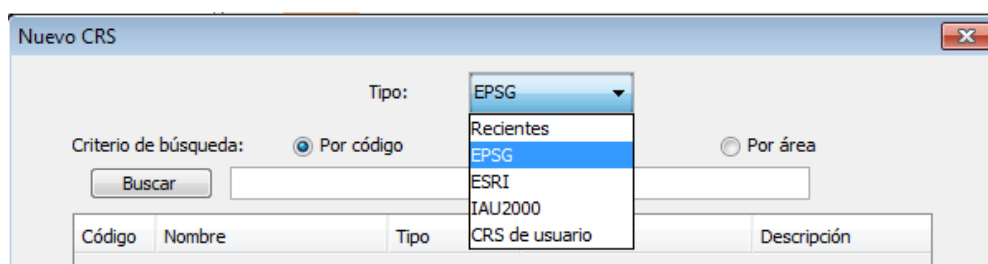 Nuevo CRS
Tipo: EPSG
Recientes
Criterio de búsqueda: Por código Por área
EPSG
Buscar ESRI
IAU2000
Código Nombre Tipo CRS de usuario Descripción